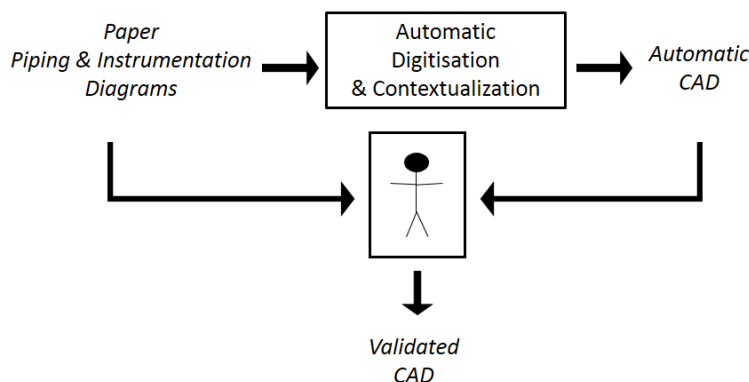 Paper
Piping & Instrumentation
Diagrams
Automatic
Digitisation
& Contextualization
Automatic
CAD
Validated
CAD